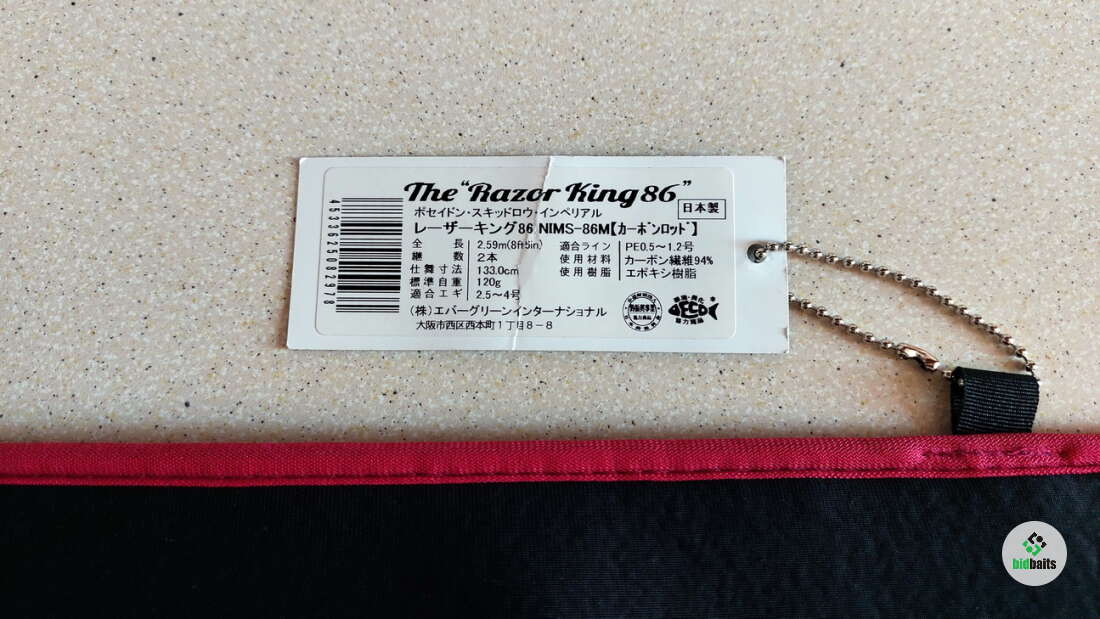 The "Razor King 86"
ポセイドン・スキッドロウ・インペリアル
日本製
レーザーキング86 NIMS-86M【カーボンロッド】
全長 2.59m(8ft5in) 適合ライン PE0.5～1.2号
継数 2本 使用材料 カーボン繊維94%
仕舞寸法 133.0cm 使用樹脂 エポキシ樹脂
標準自重 120g
適合エギ 2.5～4号
(株)エバーグリーンインターナショナル
大阪市西区西本町1丁目8-8
4533625082978
ECO
協力商品
bidbaits